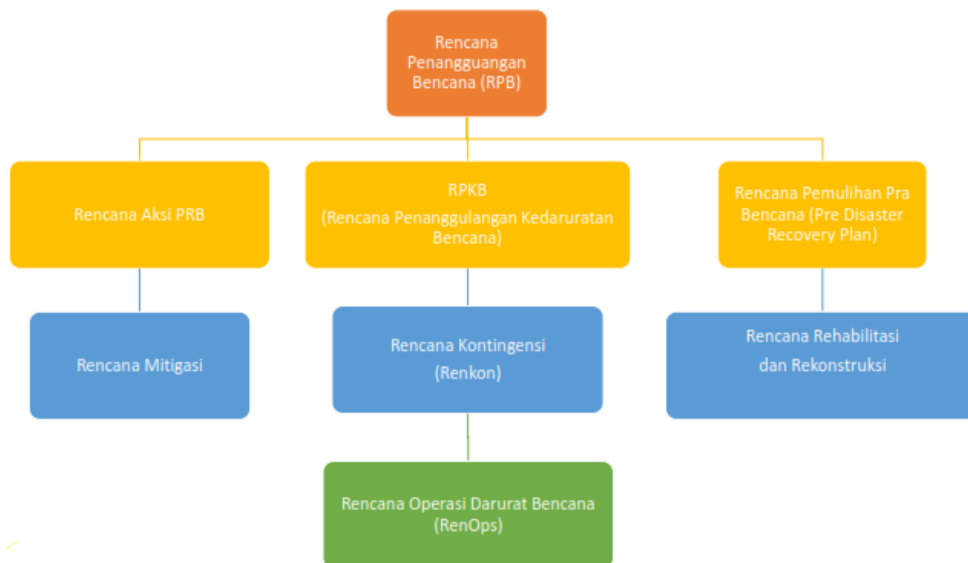 Rencana
Penangguangan
Bencana (RPB)
Rencana Aksi PRB
RPKB
(Rencana Penanggulangan Kedaruratan
Bencana)
Rencana Pemulihan Pra
Bencana (Pre Disaster
Recovery Plan)
Rencana Mitigasi
Rencana Kontingensi
(Renkon)
Rencana Rehabilitasi
dan Rekonstruksi
Rencana Operasi Darurat Bencana
(RenOps)